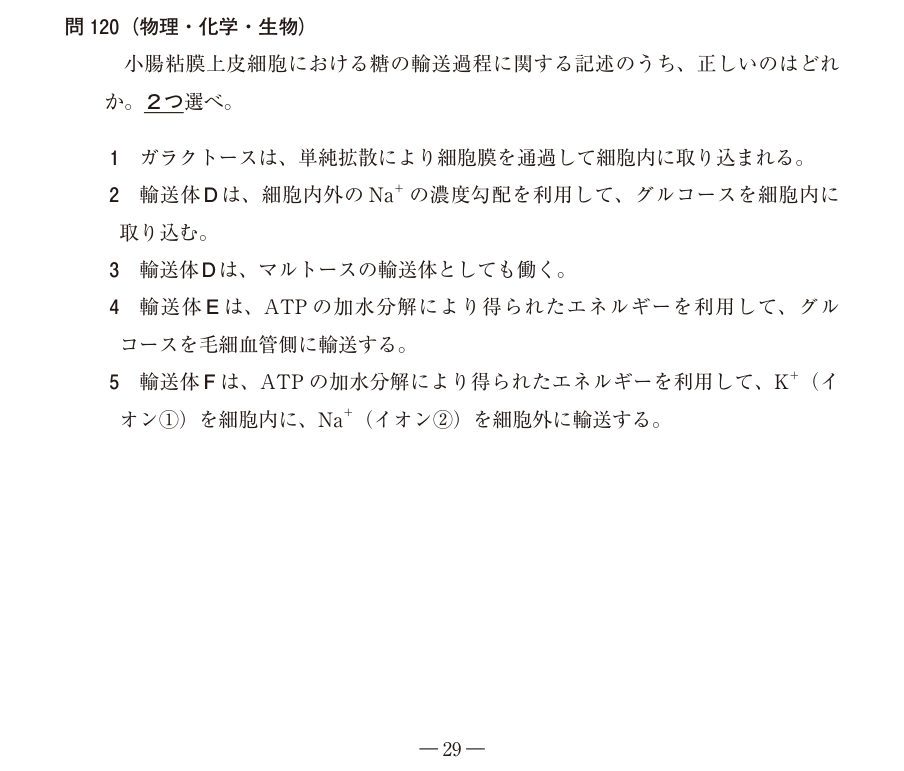 問 120（物理・化学・生物）
小腸粘膜上皮細胞における糖の輸送過程に関する記述のうち、正しいのはどれ
か。２つ選べ。
1 ガラクトースは、単純拡散により細胞膜を通過して細胞内に取り込まれる。
2 輸送体Ｄは、細胞内外の Na⁺ の濃度勾配を利用して、グルコースを細胞内に
取り込む。
3 輸送体Ｄは、マルトースの輸送体としても働く。
4 輸送体Ｅは、ATP の加水分解により得られたエネルギーを利用して、グル
コースを毛細血管側に輸送する。
5 輸送体Ｆは、ATP の加水分解により得られたエネルギーを利用して、K⁺（イ
オン①）を細胞内に、Na⁺（イオン②）を細胞外に輸送する。
— 29 —